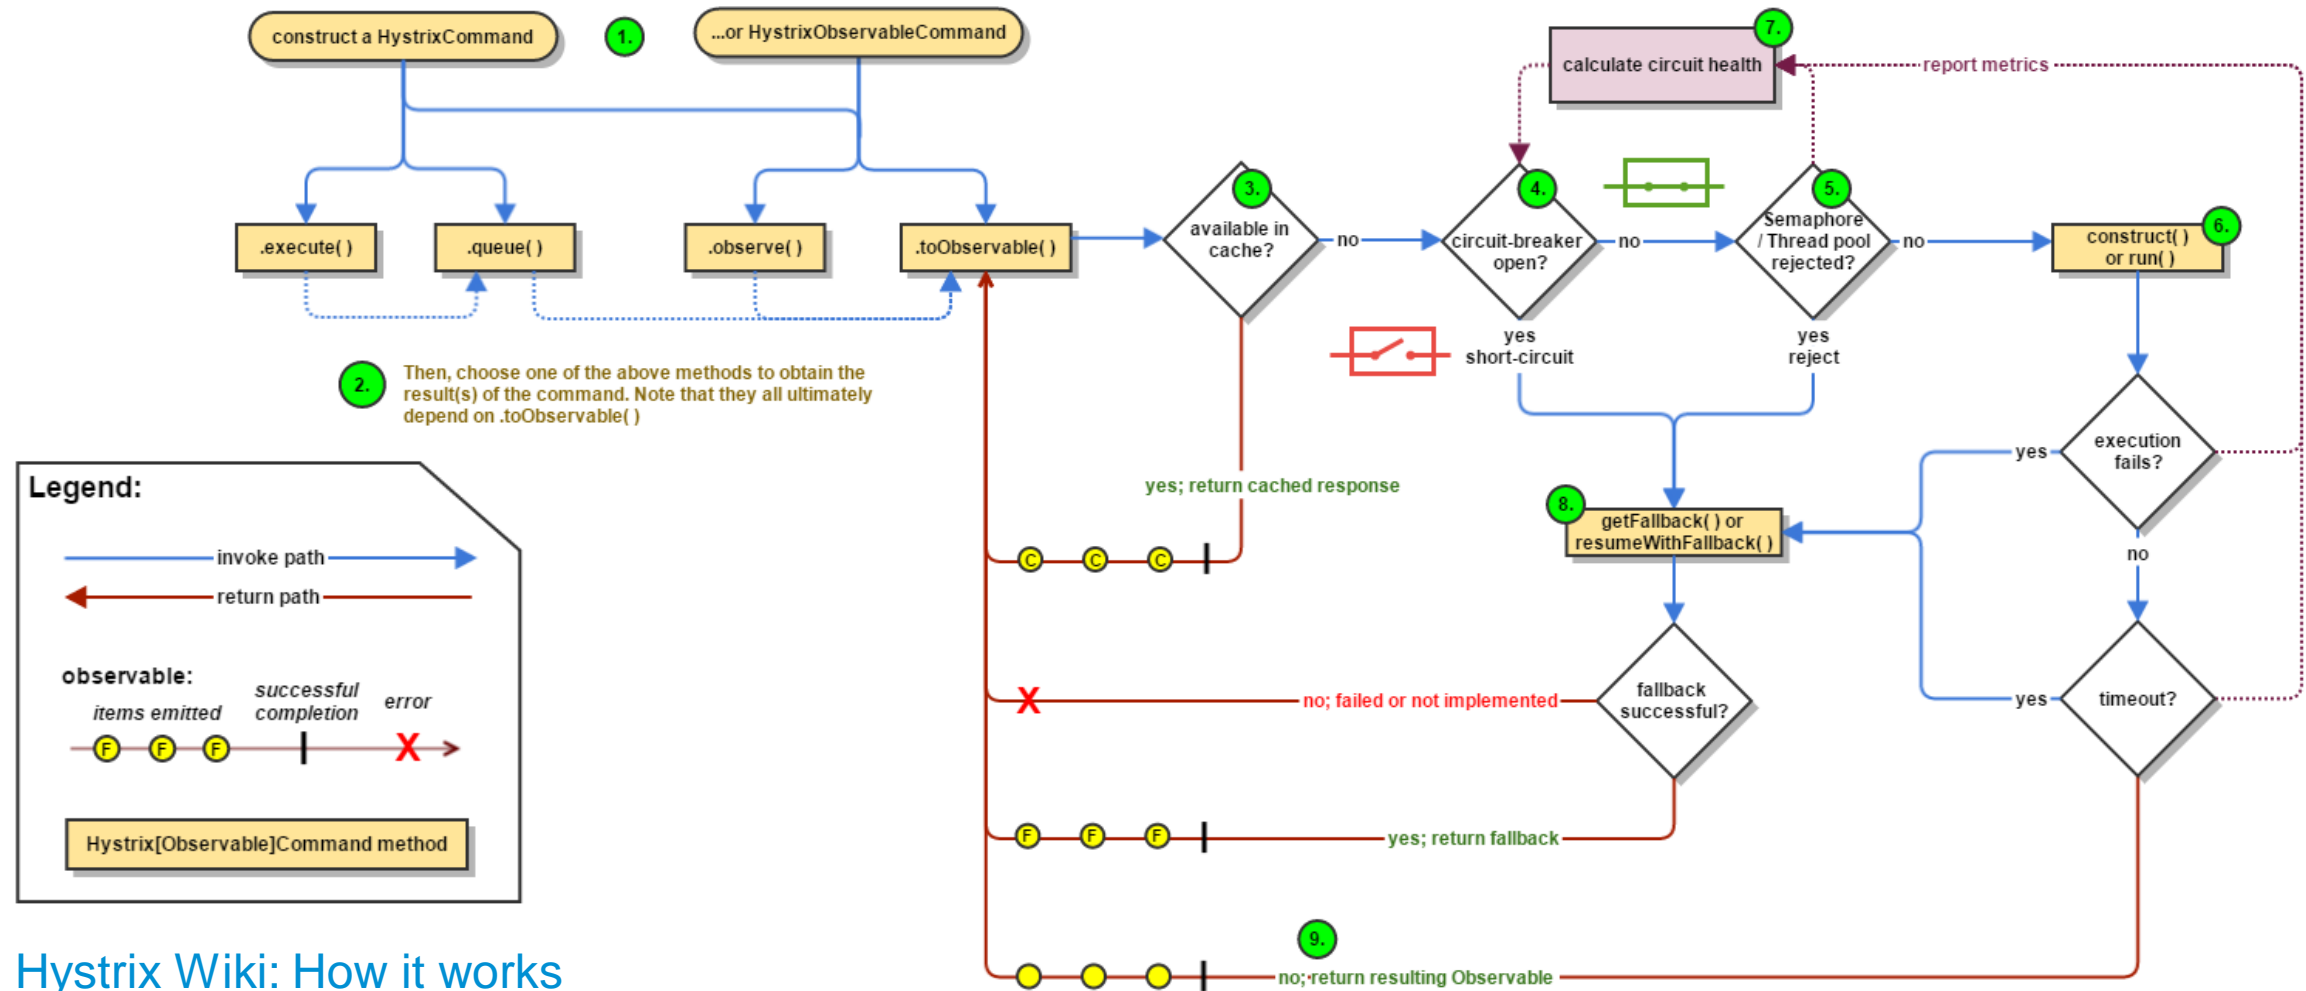 construct a HystrixCommand
1.
...or HystrixObservableCommand
7.
calculate circuit health
report metrics
.execute( )
.queue( )
.observe( )
.toObservable( )
3.
available in
cache?
no
4.
circuit-breaker
open?
no
5.
Semaphore
/ Thread pool
rejected?
no
6.
construct( )
or run( )
yes
short-circuit
yes
reject
2.
Then, choose one of the above methods to obtain the
result(s) of the command. Note that they all ultimately
depend on .toObservable( )
execution
fails?
yes
no
yes; return cached response
C
C
C
8.
getFallback( ) or
resumeWithFallback( )
Legend:
invoke path
return path
observable:
items emitted
successful
completion
error
F
F
F
X
Hystrix[Observable]Command method
X
no; failed or not implemented
fallback
successful?
yes
timeout?
F
F
F
yes; return fallback
9.
no; return resulting Observable
Hystrix Wiki: How it works